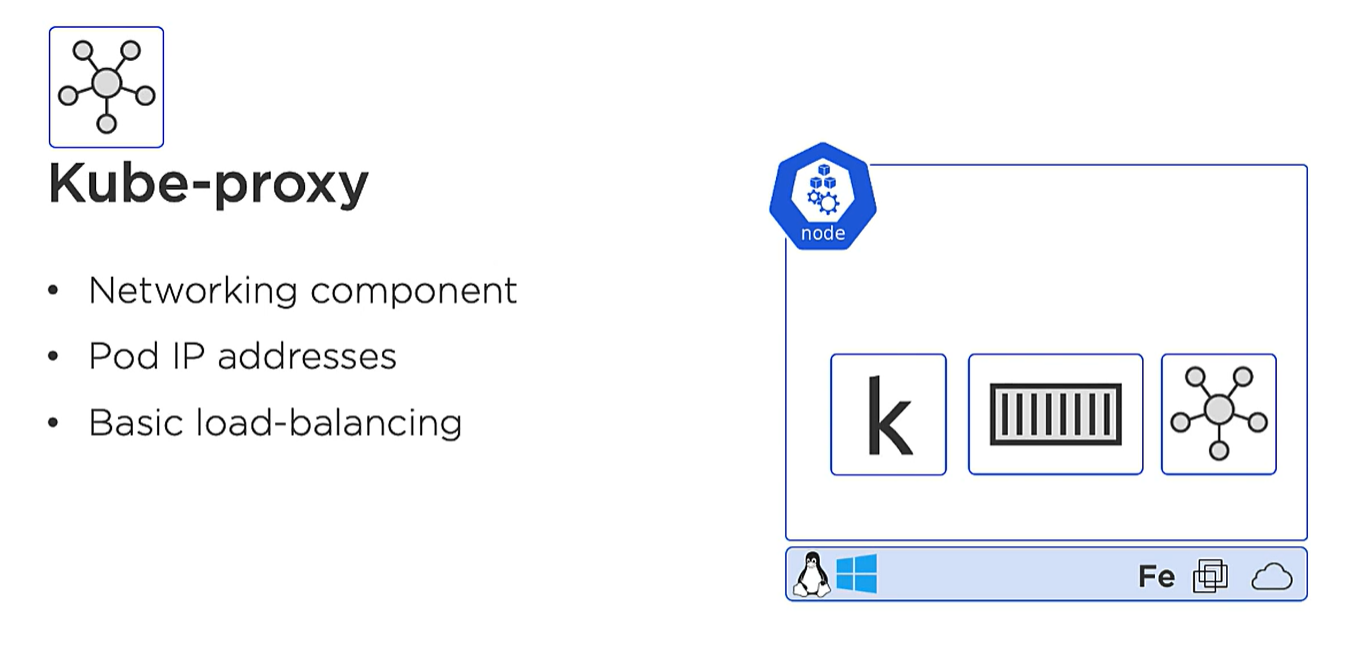 Kube-proxy
• Networking component
• Pod IP addresses
• Basic load-balancing
node
k
Fe